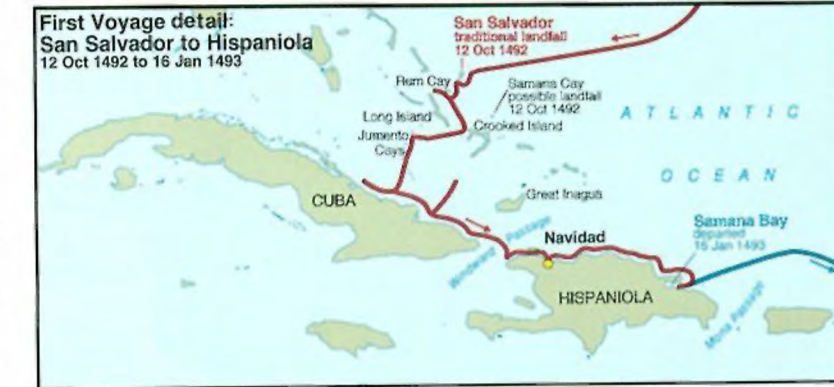 First Voyage detail:
San Salvador to Hispaniola
12 Oct 1492 to 16 Jan 1493
San Salvador
traditional landfall
12 Oct 1492
Rum Cay
Samana Cay
possible landfall
12 Oct 1492
Long Island
Crooked Island
Jumento
Cays
ATLANTIC
OCEAN
CUBA
Great Inagua
Windward Passage
Navidad
Samana Bay
departed
16 Jan 1493
HISPANIOLA
Mona Passage